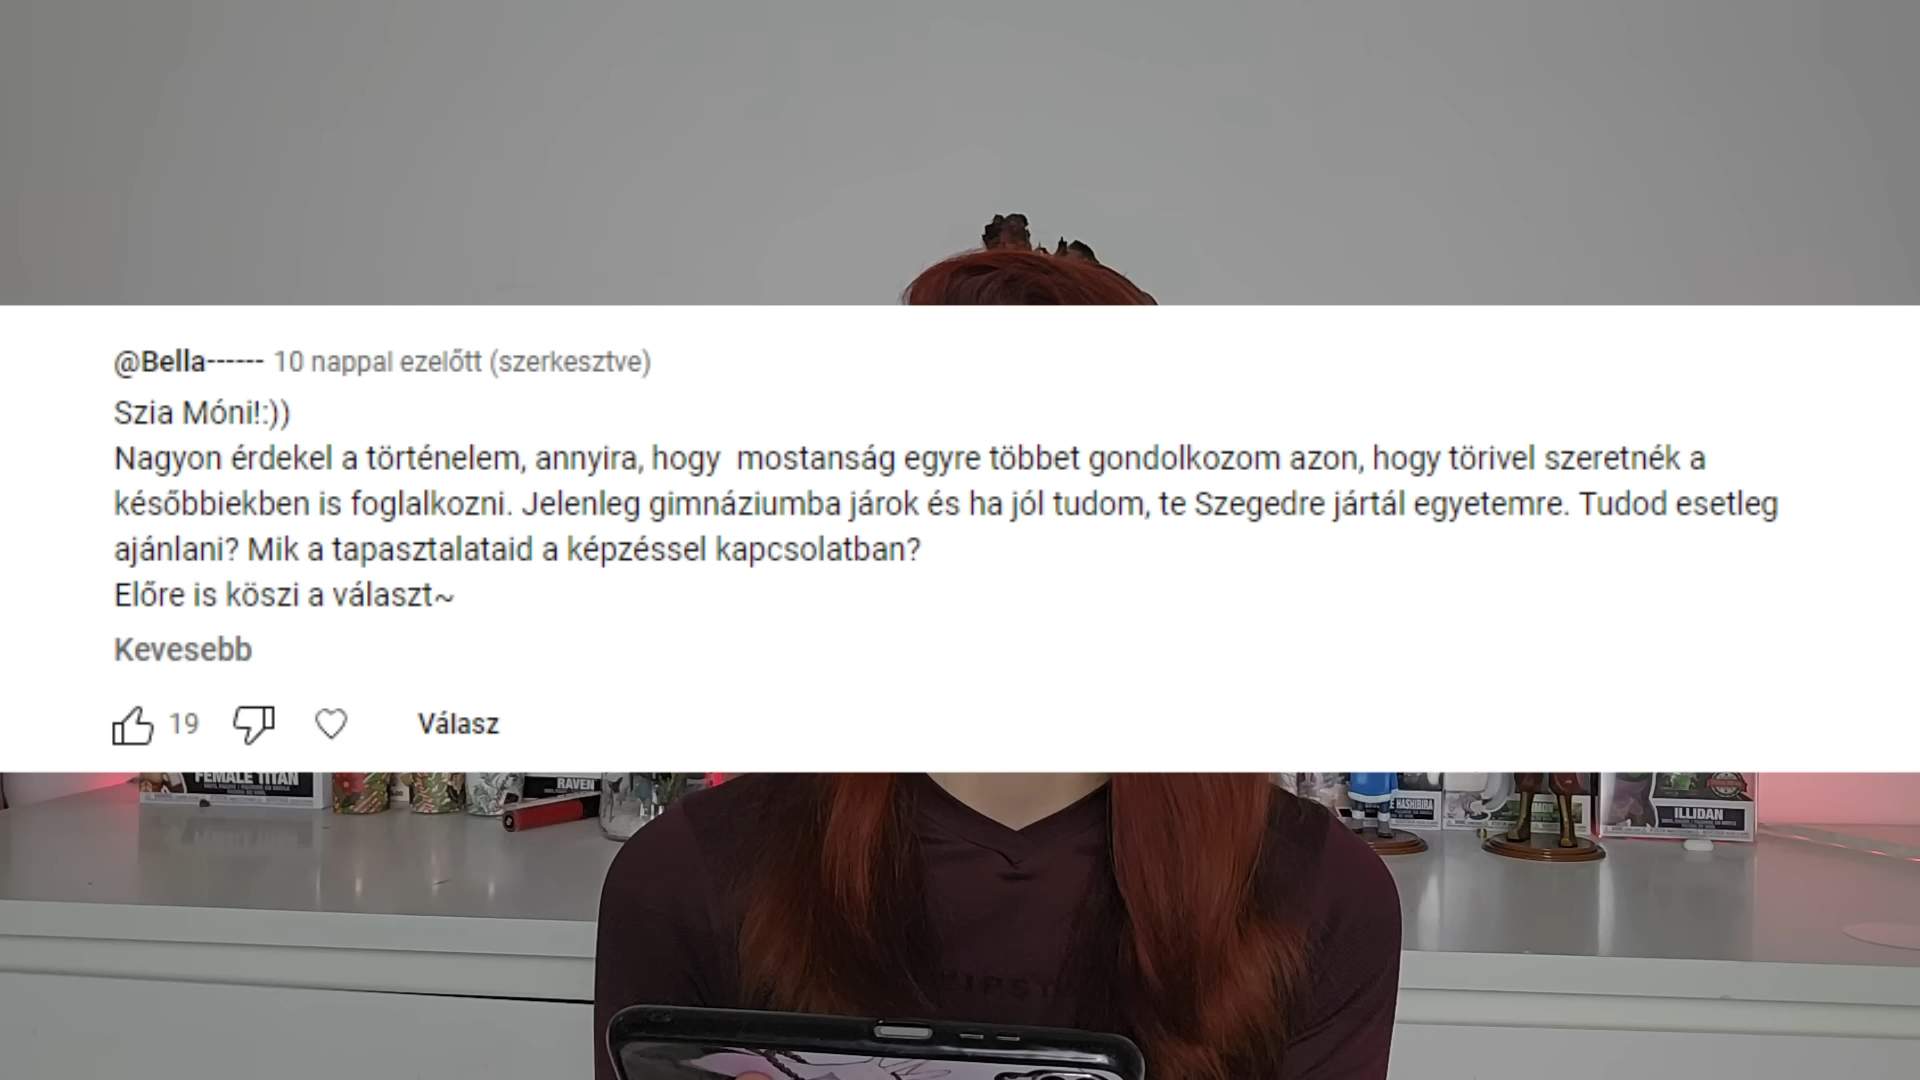 @Bella------ 10 nappal ezelőtt (szerkesztve)
Szia Móni!:))
Nagyon érdekel a történelem, annyira, hogy  mostanság egyre többet gondolkozom azon, hogy törivel szeretnék a
későbbiekben is foglalkozni. Jelenleg gimnáziumba járok és ha jól tudom, te Szegedre jártál egyetemre. Tudod esetleg
ajánlani? Mik a tapasztalataid a képzéssel kapcsolatban?
Előre is köszi a választ~
Kevesebb
19 Válasz
FEMALE TITAN
RAVEN
HASHIBIRA
ILLIDAN